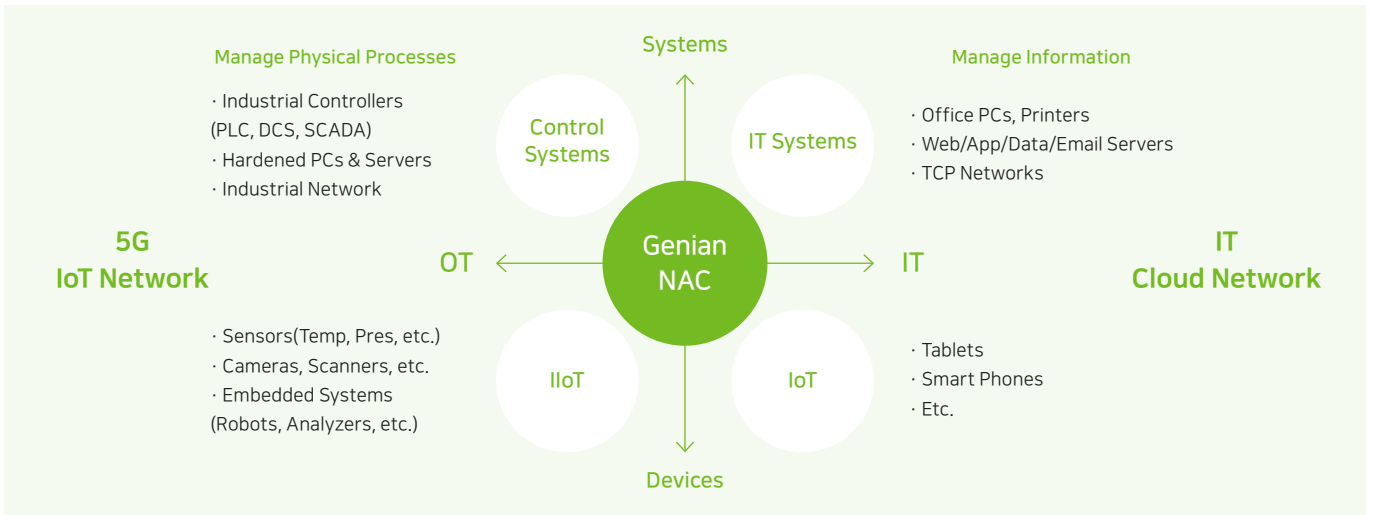 Systems
Manage Physical Processes
Manage Information
· Industrial Controllers
(PLC, DCS, SCADA)
· Hardened PCs & Servers
· Industrial Network
Control
Systems
IT Systems
· Office PCs, Printers
· Web/App/Data/Email Servers
· TCP Networks
5G
IoT Network
OT
Genian
NAC
IT
IT
Cloud Network
· Sensors(Temp, Pres, etc.)
· Cameras, Scanners, etc.
· Embedded Systems
(Robots, Analyzers, etc.)
IIoT
IoT
· Tablets
· Smart Phones
· Etc.
Devices